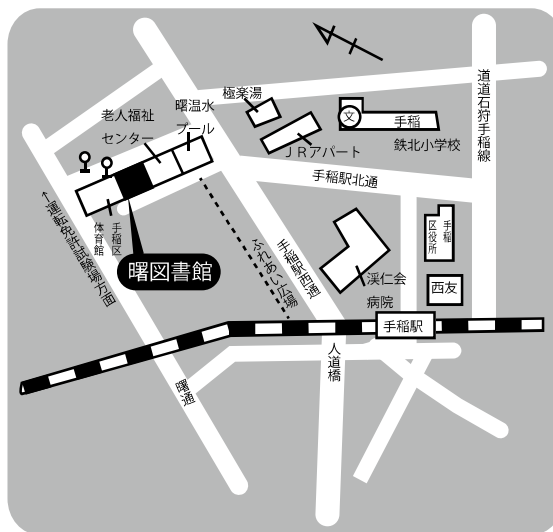 極楽湯
曙温水
プール
老人福祉
センター
文
手稲
鉄北小学校
JRアパート
道道石狩手稲線
手稲駅北通
↑運転免許試験場方面
手稲区
体育館
曙図書館
ふれあい広場
手稲駅西通
渓仁会
病院
手稲
区役所
西友
手稲駅
人道橋
曙通